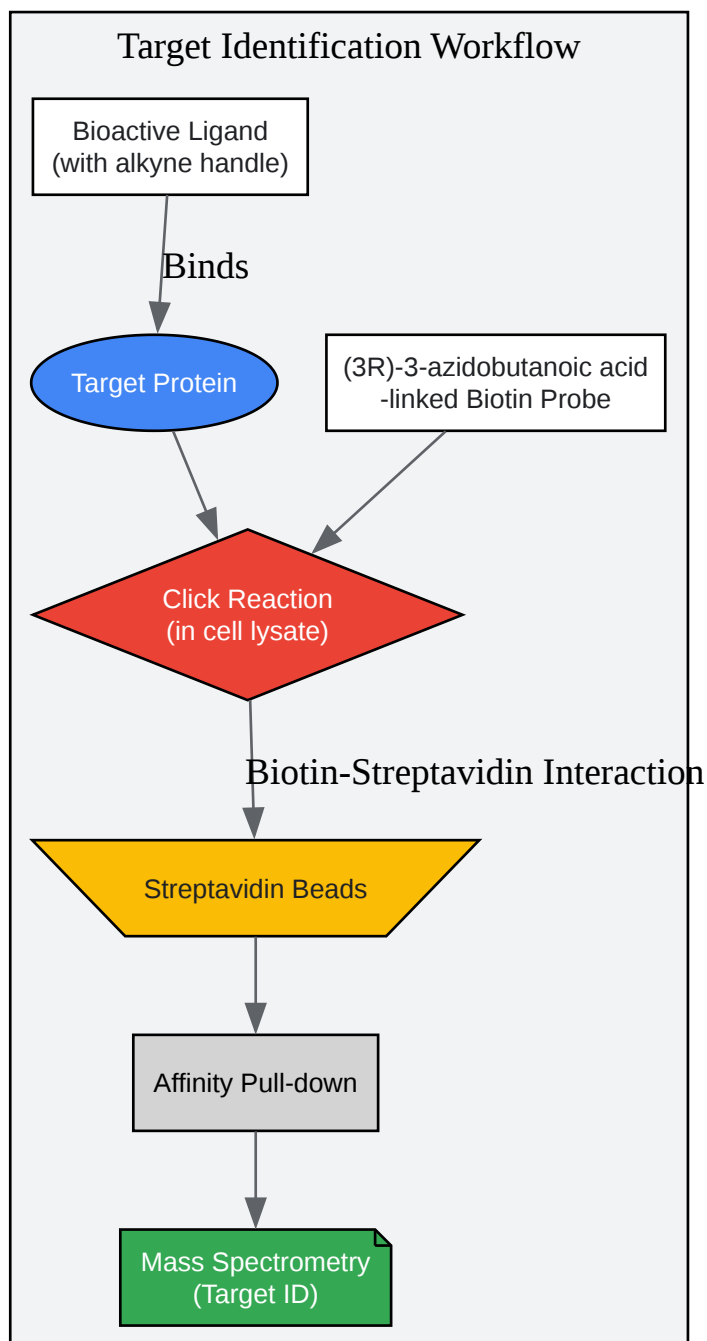 Target Identification Workflow
Bioactive Ligand
(with alkyne handle)
Binds
Target Protein
(3R)-3-azidobutanoic acid
-linked Biotin Probe
Click Reaction
(in cell lysate)
Biotin-Streptavidin Interaction
Streptavidin Beads
Affinity Pull-down
Mass Spectrometry
(Target ID)